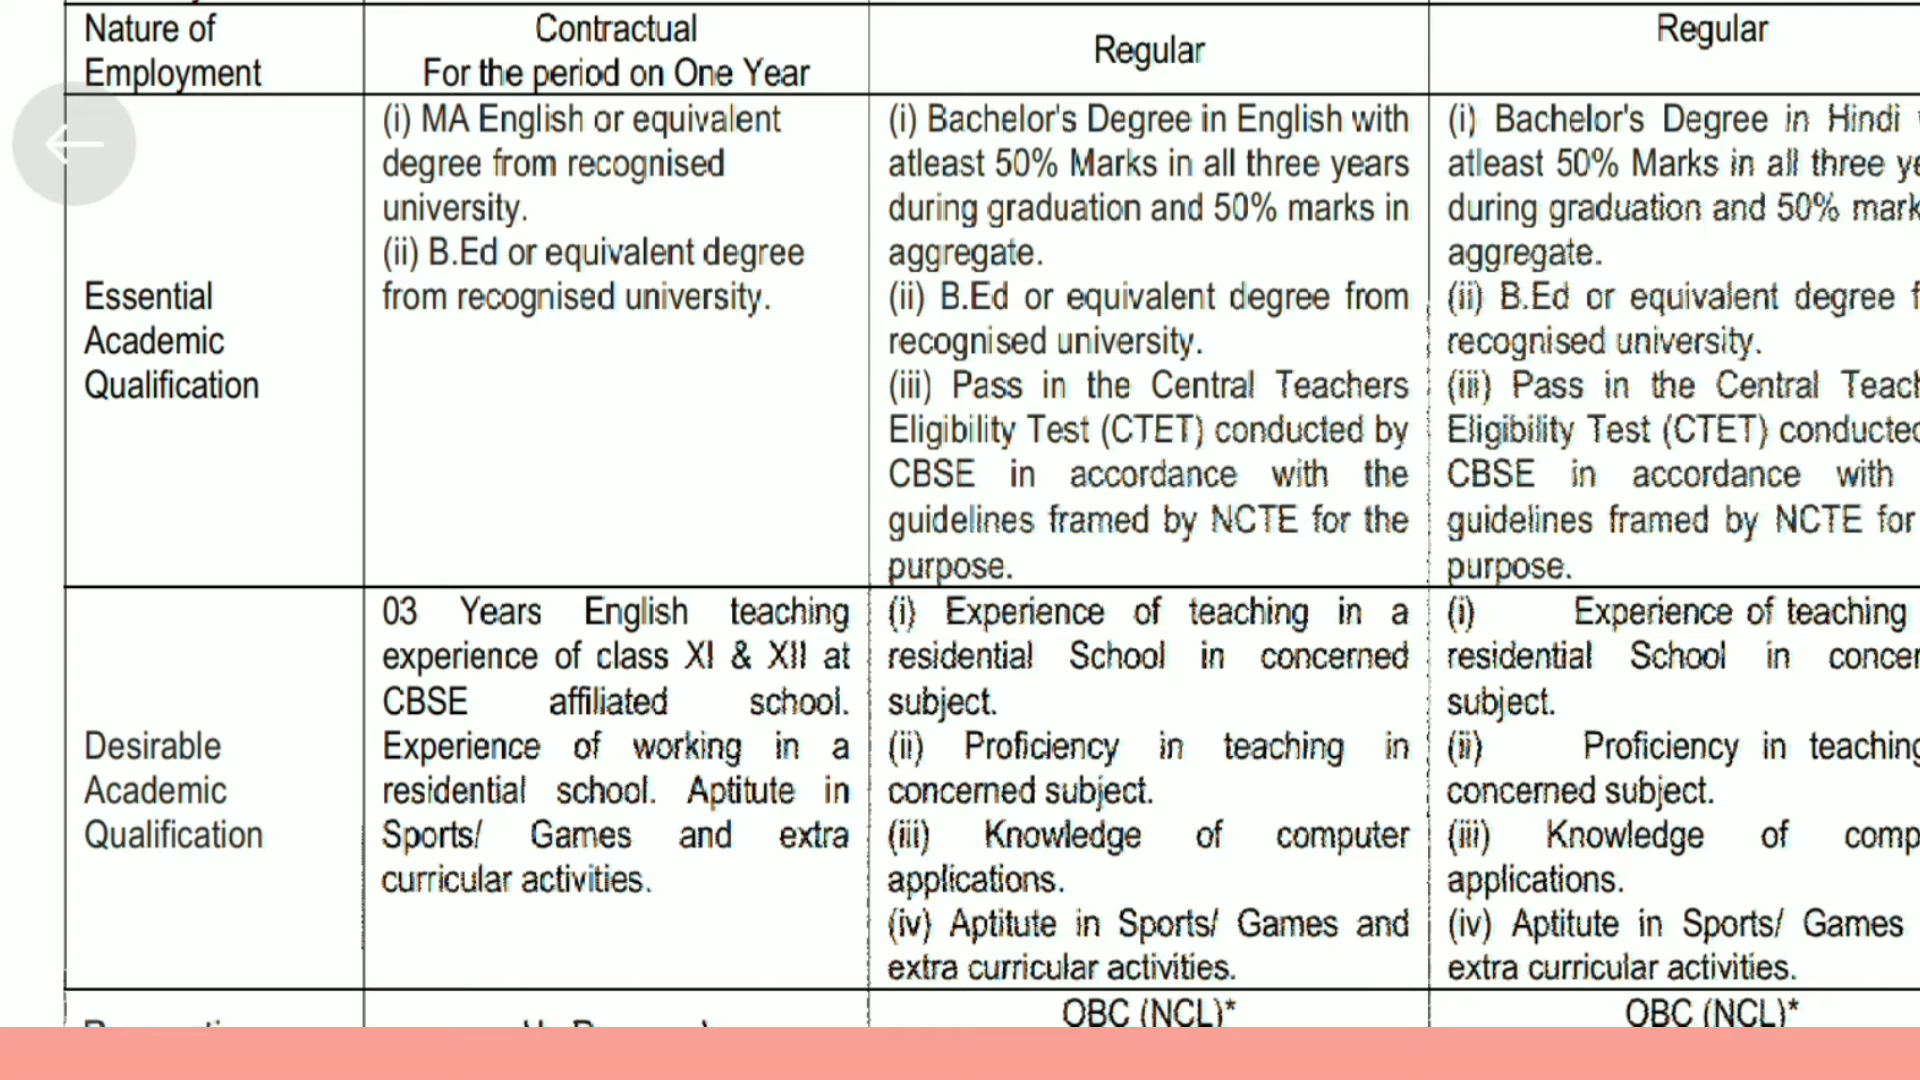 Nature of
Employment
Contractual
For the period on One Year
Regular
Regular
Essential
Academic
Qualification
(i) MA English or equivalent
degree from recognised
university.
(ii) B.Ed or equivalent degree
from recognised university.
(i) Bachelor's Degree in English with
atleast 50% Marks in all three years
during graduation and 50% marks in
aggregate.
(ii) B.Ed or equivalent degree from
recognised university.
(iii) Pass in the Central Teachers
Eligibility Test (CTET) conducted by
CBSE in accordance with the
guidelines framed by NCTE for the
purpose.
(i) Bachelor's Degree in Hindi
atleast 50% Marks in all three
during graduation and 50%
aggregate.
(ii) B.Ed or equivalent degree
recognised university.
(iii) Pass in the Central
Eligibility Test (CTET)
CBSE in accordance with
guidelines framed by NCTE for
purpose.
Desirable
Academic
Qualification
03 Years English teaching
experience of class XI & XII at
CBSE affiliated school.
Experience of working in a
residential school. Aptitute in
Sports/ Games and extra
curricular activities.
(i) Experience of teaching in a
residential School in concerned
subject.
(ii) Proficiency in teaching in
concerned subject.
(iii) Knowledge of computer
applications.
(iv) Aptitute in Sports/ Games and
extra curricular activities.
(i) Experience of teaching
residential School in
subject.
(ii) Proficiency in teaching
concerned subject.
(iii) Knowledge of
applications.
(iv) Aptitute in Sports/ Games
extra curricular activities.
OBC (NCL)*
OBC (NCL)*